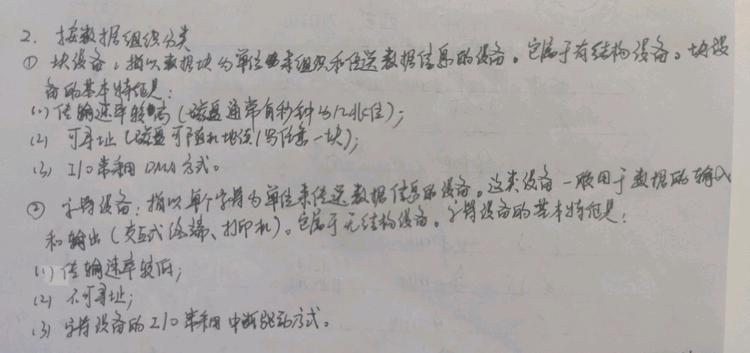 2. 按数据组织分类
① 块设备:指以数据块为单位来组织和传送数据信息的设备。它属于有结构设备。块设
备的基本特征是:
(1) 传输速率较高(磁盘通常每秒钟为几兆位);
(2) 可寻址(磁盘可随机地读/写任意一块);
(3) I/O常采用DMA方式。
② 字符设备:指以单个字符为单位来传送数据信息的设备。这类设备一般用于数据的输入
和输出(交互式终端、打印机)。它属于无结构设备。字符设备的基本特征是:
(1) 传输速率较低;
(2) 不可寻址;
(3) 字符设备的I/O常采用中断驱动方式。